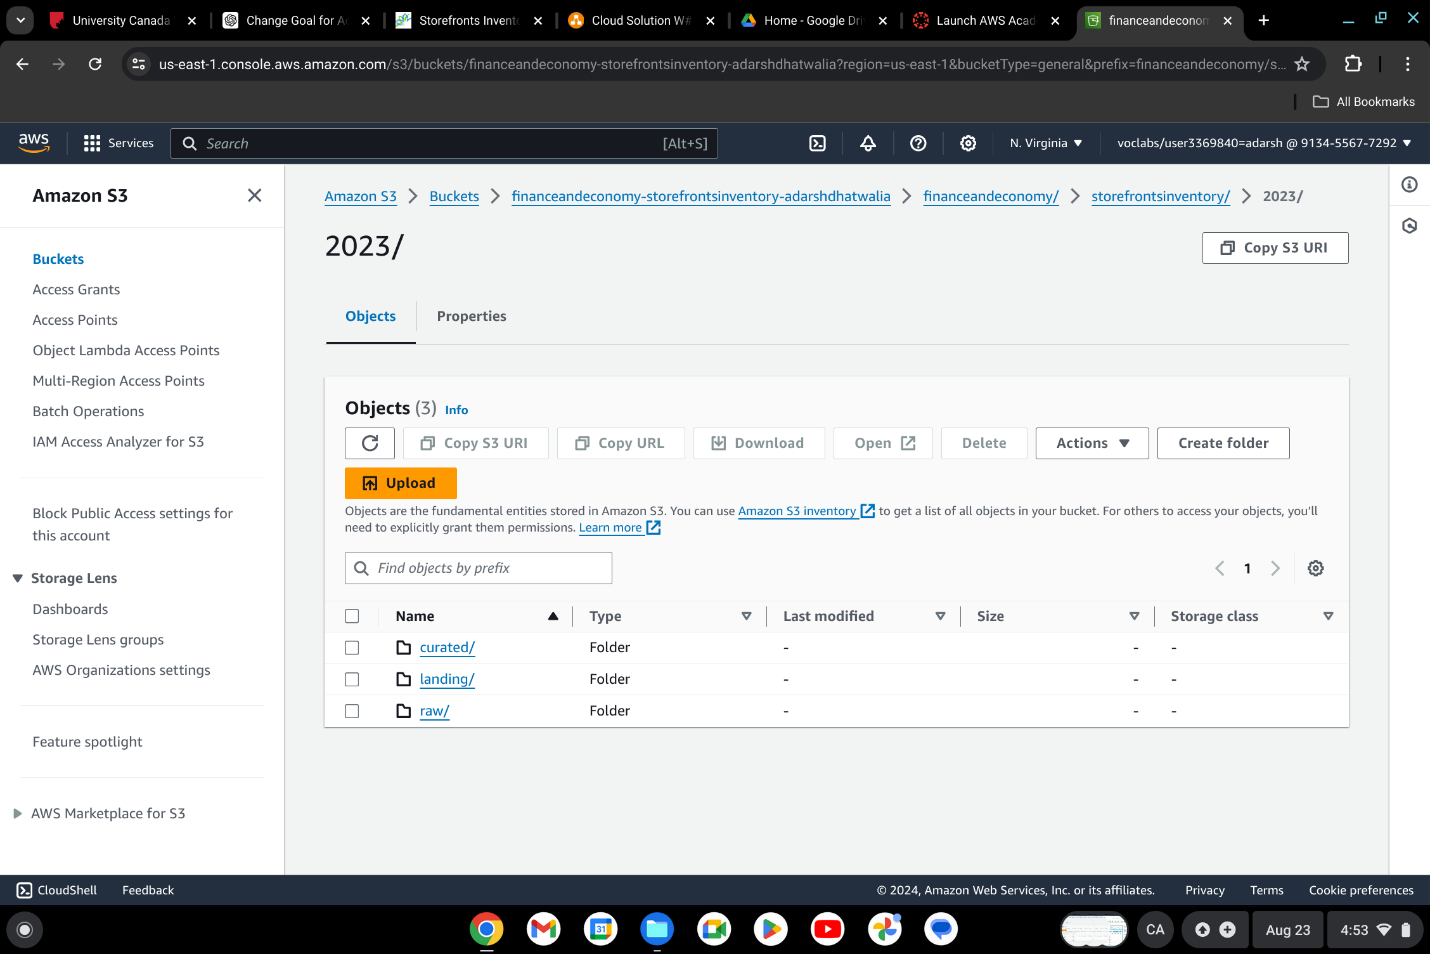 University Canada
Change Goal for A
Storefronts Invent
Cloud Solution W#
Home - Google Dri
Launch AWS Acad
financeandeconom
us-east-1.console.aws.amazon.com/s3/buckets/financeandeconomy-storefrontsinventory-adarshdhatwalia?region=us-east-1&bucketType=general&prefix=financeandeconomy/s...
All Bookmarks
aws
Services
Search
[Alt+S]
N. Virginia
voclabs/user3369840=adarsh @ 9134-5567-7292
Amazon S3
Buckets
Access Grants
Access Points
Object Lambda Access Points
Multi-Region Access Points
Batch Operations
IAM Access Analyzer for S3
Block Public Access settings for
this account
Storage Lens
Dashboards
Storage Lens groups
AWS Organizations settings
Feature spotlight
AWS Marketplace for S3
Amazon S3 > Buckets > financeandeconomy-storefrontsinventory-adarshdhatwalia > financeandeconomy/ > storefrontsinventory/ > 2023/
2023/
Copy S3 URI
Objects
Properties
Objects (3) Info
Copy S3 URI
Copy URL
Download
Open
Delete
Actions
Create folder
Upload
Objects are the fundamental entities stored in Amazon S3. You can use Amazon S3 inventory to get a list of all objects in your bucket. For others to access your objects, you'll
need to explicitly grant them permissions. Learn more
Find objects by prefix
1
Name Type Last modified Size Storage class
curated/ Folder - - -
landing/ Folder - - -
raw/ Folder - - -
CloudShell
Feedback
© 2024, Amazon Web Services, Inc. or its affiliates.
Privacy
Terms
Cookie preferences
31
CA
Aug 23
4:53